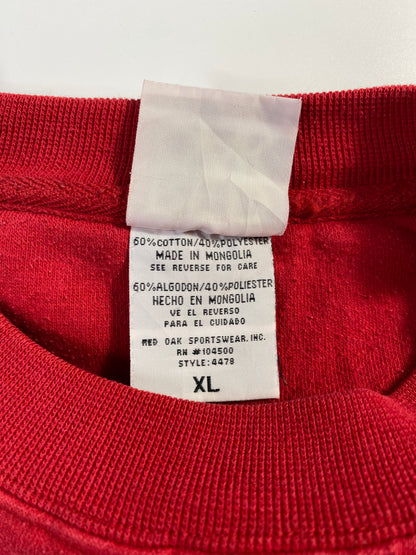 60%COTTON/40%POLYESTER
MADE IN MONGOLIA
SEE REVERSE FOR CARE
60%ALGODON/40%POLIESTER
HECHO EN MONGOLIA
VE EL REVERSO
PARA EL CUIDADO
RED OAK SPORTSWEAR, INC.
RN #104500
STYLE: 4478
XL